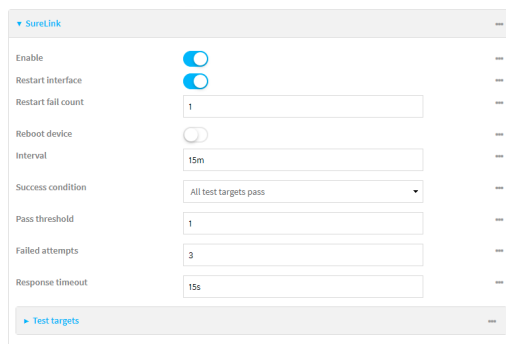 SureLink
Enable
Restart interface
Restart fail count
1
Reboot device
Interval
15m
Success condition
All test targets pass
Pass threshold
1
Failed attempts
3
Response timeout
15s
Test targets